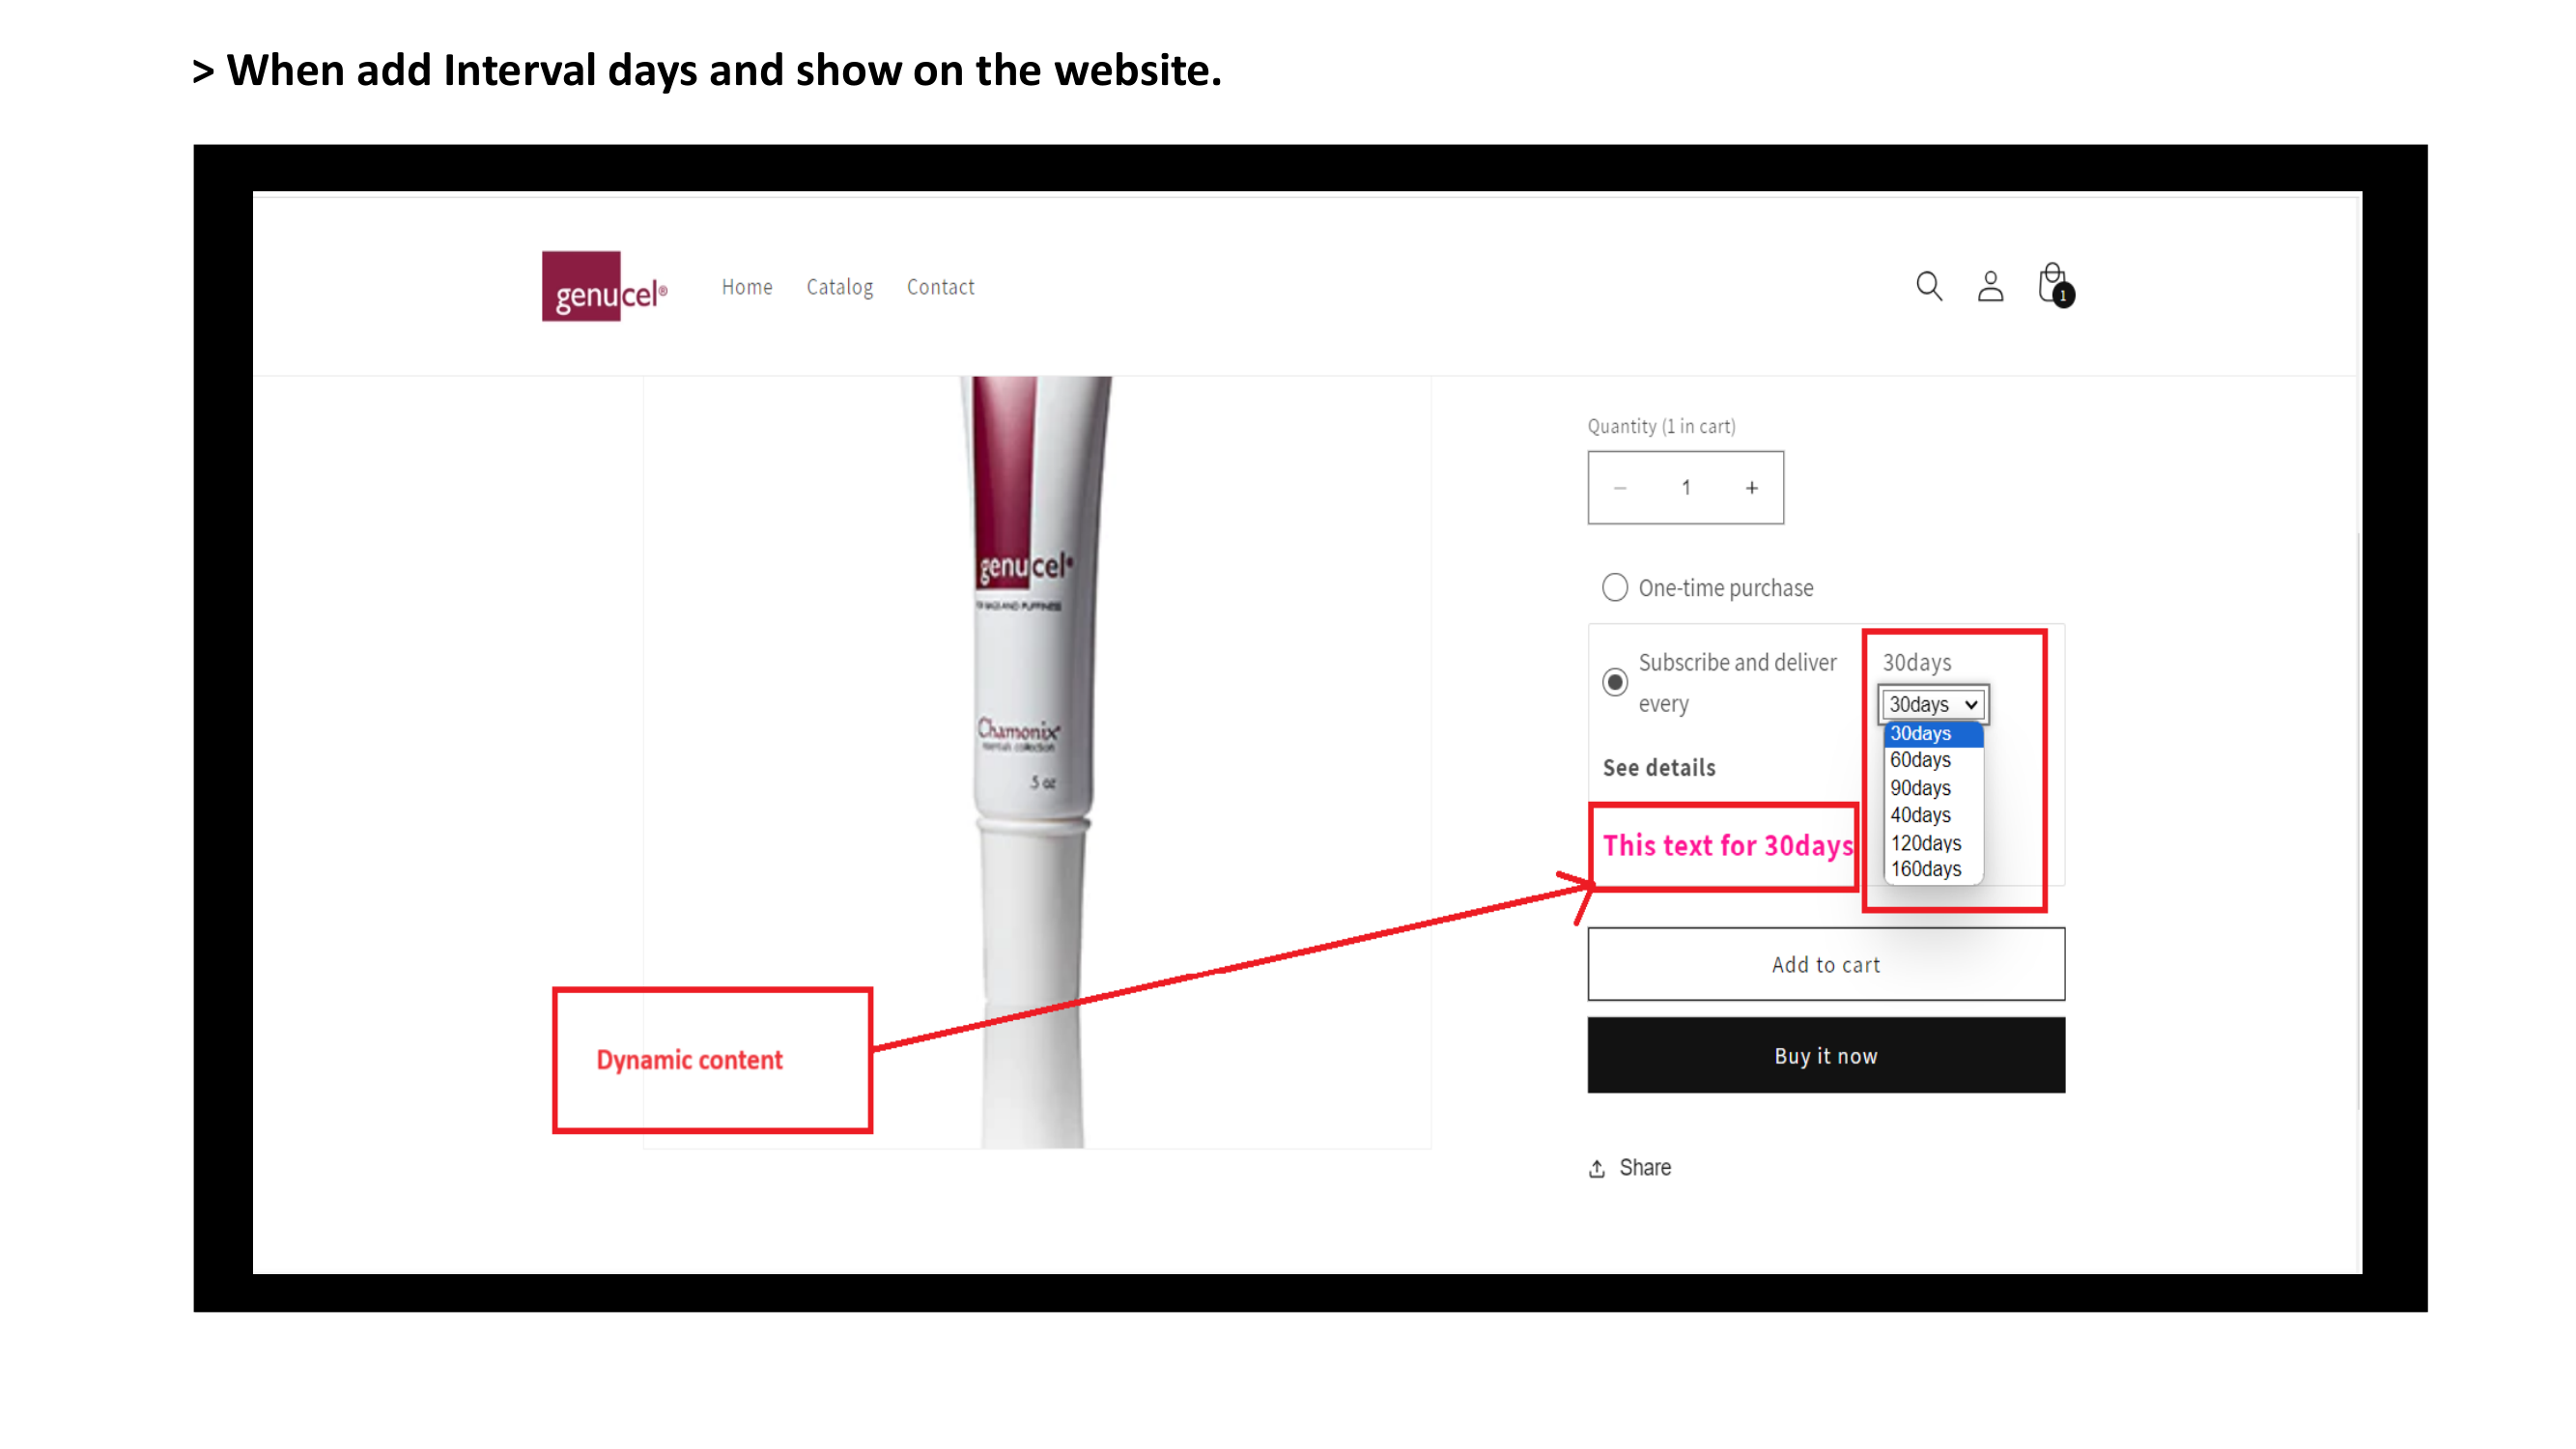 > When add Interval days and show on the website.
genucel®
Home Catalog Contact
1
Quantity (1 in cart)
− 1 +
genucel
One-time purchase
Subscribe and deliver
every
30days
30days
30days
60days
90days
40days
120days
160days
Chamonix
essentials collection
.5 oz
See details
This text for 30days
Add to cart
Dynamic content
Buy it now
Share